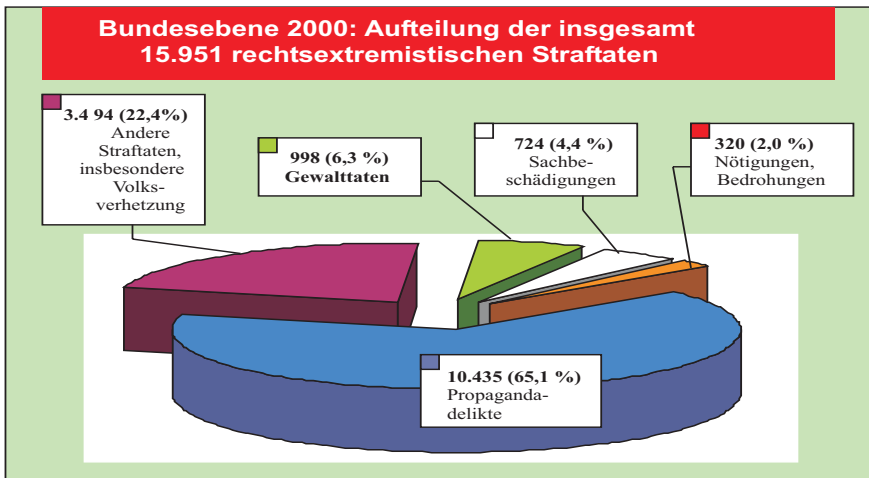 Bundesebene 2000: Aufteilung der insgesamt
15.951 rechtsextremistischen Straftaten
3.4 94 (22,4%)
Andere
Straftaten,
insbesondere
Volks-
verhetzung
998 (6,3 %)
Gewalttaten
724 (4,4 %)
Sachbe-
schädigungen
320 (2,0 %)
Nötigungen,
Bedrohungen
10.435 (65,1 %)
Propaganda-
delikte